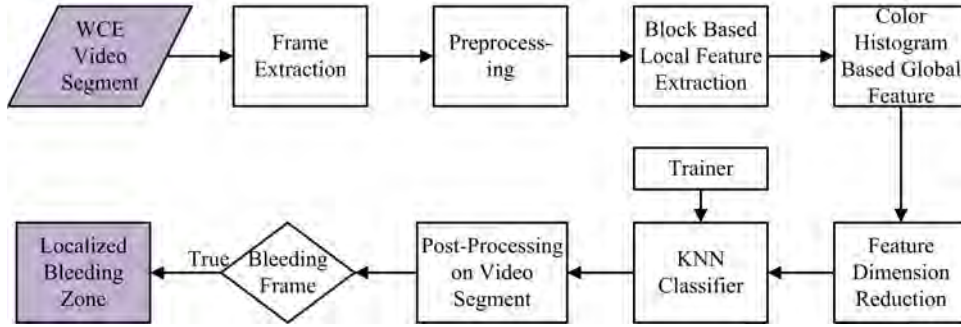 WCE
Video
Segment
Frame
Extraction
Preprocess-
ing
Block Based
Local Feature
Extraction
Color
Histogram
Based Global
Feature
Trainer
Localized
Bleeding
Zone
True
Bleeding
Frame
Post-Processing
on Video
Segment
KNN
Classifier
Feature
Dimension
Reduction